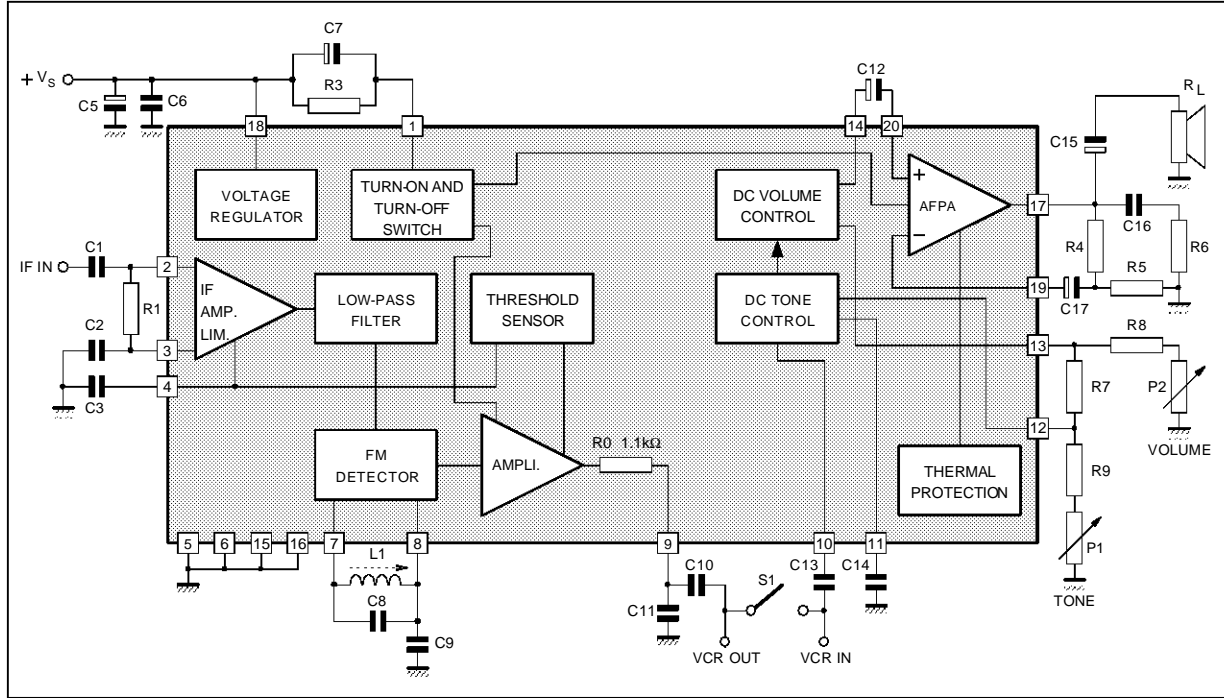 C7
+ VS
R3
C5
C6
C12
RL
18
1
14
20
C15
VOLTAGE
REGULATOR
TURN-ON AND
TURN-OFF
SWITCH
DC VOLUME
CONTROL
+
AFPA
−
17
C16
R4
R6
C1
IF IN
2
R1
IF
AMP.
LIM.
LOW-PASS
FILTER
THRESHOLD
SENSOR
DC TONE
CONTROL
19
C17
R5
C2
3
13
R8
C3
4
R7
P2
12
VOLUME
FM
DETECTOR
AMPLI.
R0 1.1kΩ
THERMAL
PROTECTION
R9
P1
TONE
5
6
15
16
7
8
9
10
11
L1
C8
C9
C10
C11
S1
C13
C14
VCR OUT
VCR IN